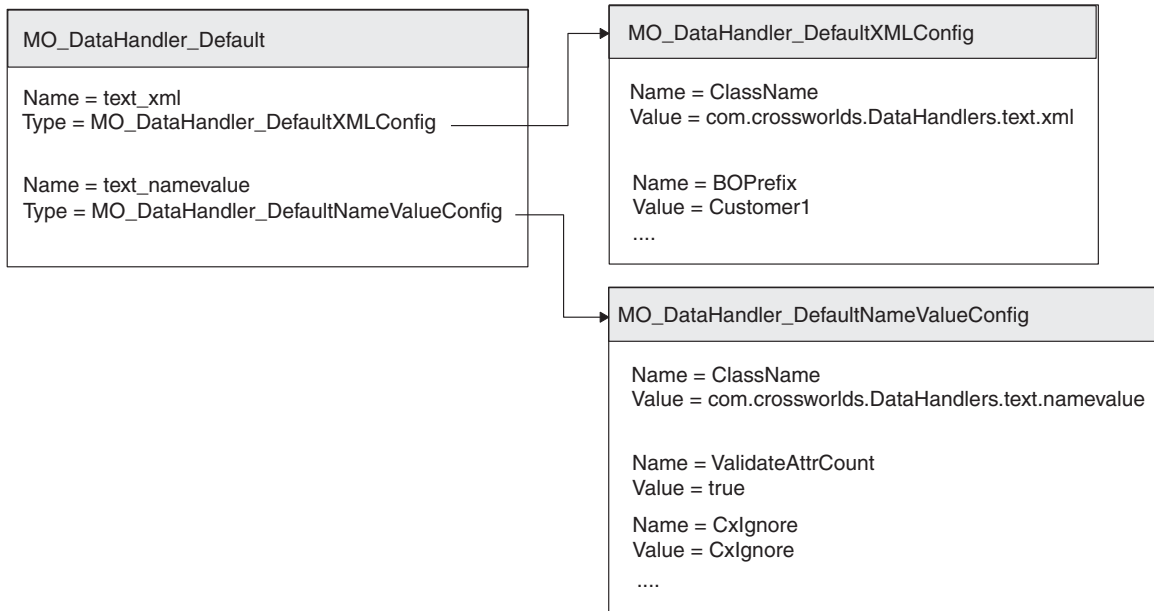 MO_DataHandler_Default
Name = text_xml
Type = MO_DataHandler_DefaultXMLConfig
Name = text_namevalue
Type = MO_DataHandler_DefaultNameValueConfig
MO_DataHandler_DefaultXMLConfig
Name = ClassName
Value = com.crossworlds.DataHandlers.text.xml
Name = BOPrefix
Value = Customer1
....
MO_DataHandler_DefaultNameValueConfig
Name = ClassName
Value = com.crossworlds.DataHandlers.text.namevalue
Name = ValidateAttrCount
Value = true
Name = CxIgnore
Value = CxIgnore
....